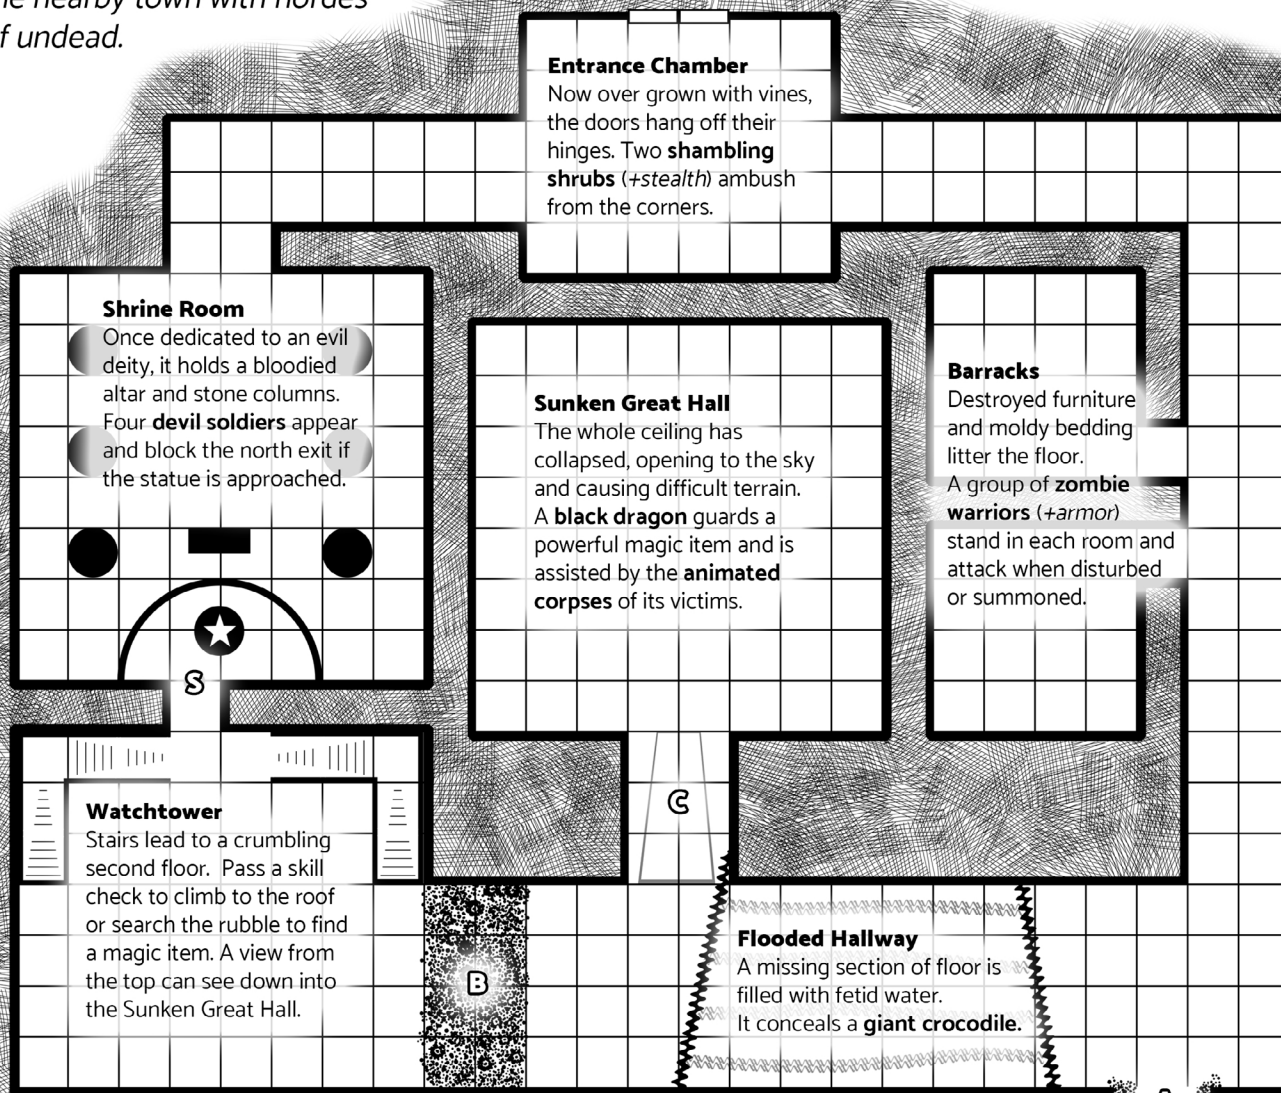 he nearby town with hordes
f undead.
Entrance Chamber
Now over grown with vines,
the doors hang off their
hinges. Two shambling
shrubs (+stealth) ambush
from the corners.
Shrine Room
Once dedicated to an evil
deity, it holds a bloodied
altar and stone columns.
Four devil soldiers appear
and block the north exit if
the statue is approached.
S
Sunken Great Hall
The whole ceiling has
collapsed, opening to the sky
and causing difficult terrain.
A black dragon guards a
powerful magic item and is
assisted by the animated
corpses of its victims.
Barracks
Destroyed furniture
and moldy bedding
litter the floor.
A group of zombie
warriors (+armor)
stand in each room and
attack when disturbed
or summoned.
C
Watchtower
Stairs lead to a crumbling
second floor.  Pass a skill
check to climb to the roof
or search the rubble to find
a magic item. A view from
the top can see down into
the Sunken Great Hall.
B
Flooded Hallway
A missing section of floor is
filled with fetid water.
It conceals a giant crocodile.